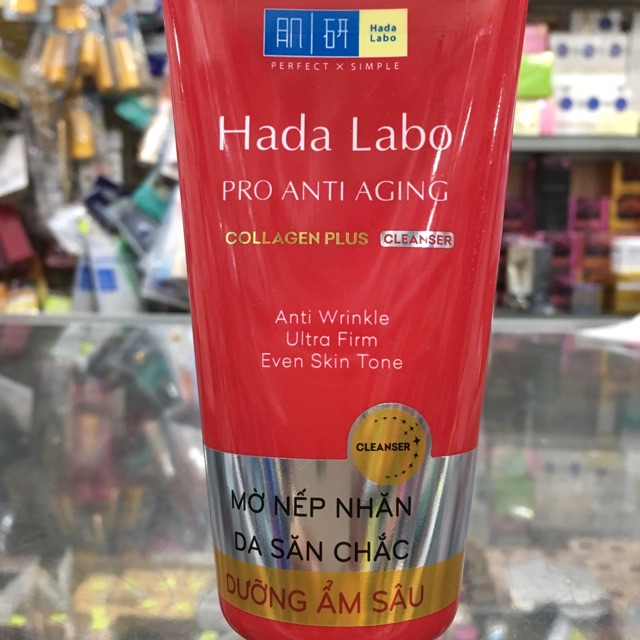 肌研
Hada
Labo
PERFECT × SIMPLE
Hada Labo
PRO ANTI AGING
COLLAGEN PLUS CLEANSER
Anti Wrinkle
Ultra Firm
Even Skin Tone
CLEANSER
MỜ NẾP NHĂN
DA SĂN CHẮC
DƯỠNG ẨM SÂU